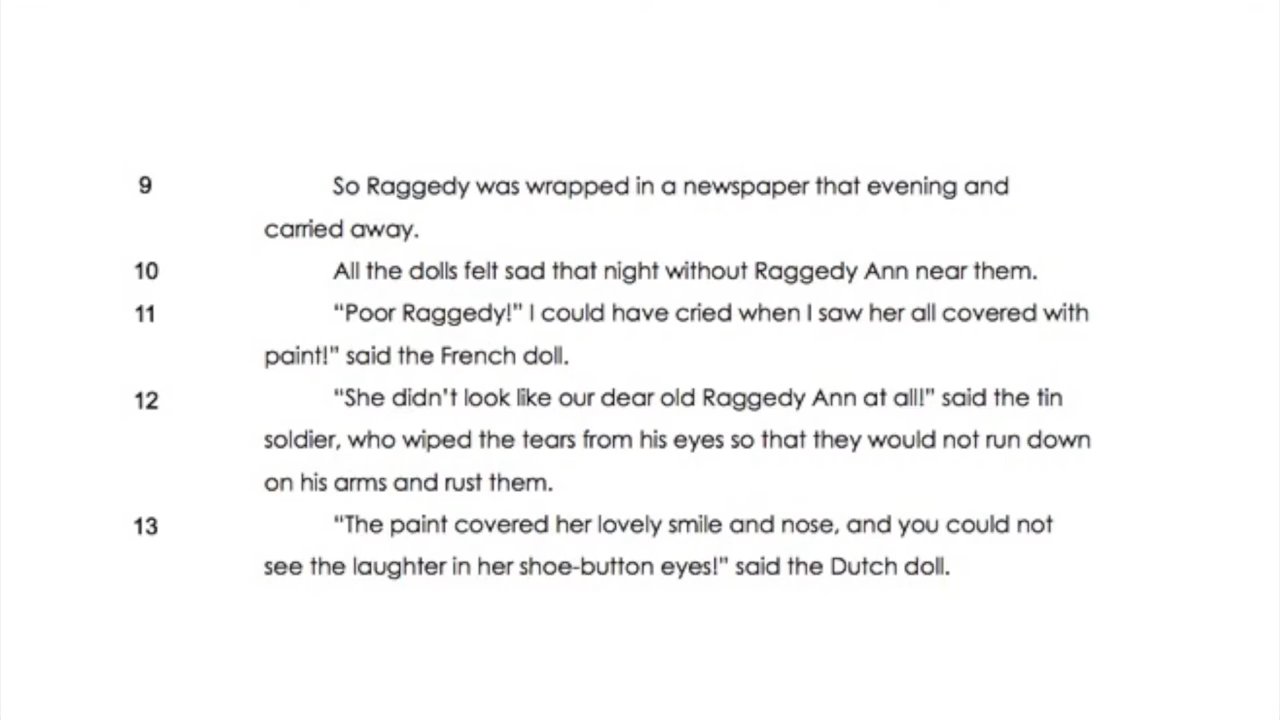 9 So Raggedy was wrapped in a newspaper that evening and
carried away.
10 All the dolls felt sad that night without Raggedy Ann near them.
11 “Poor Raggedy!” I could have cried when I saw her all covered with
paint!” said the French doll.
12 “She didn’t look like our dear old Raggedy Ann at all!” said the tin
soldier, who wiped the tears from his eyes so that they would not run down
on his arms and rust them.
13 “The paint covered her lovely smile and nose, and you could not
see the laughter in her shoe-button eyes!” said the Dutch doll.